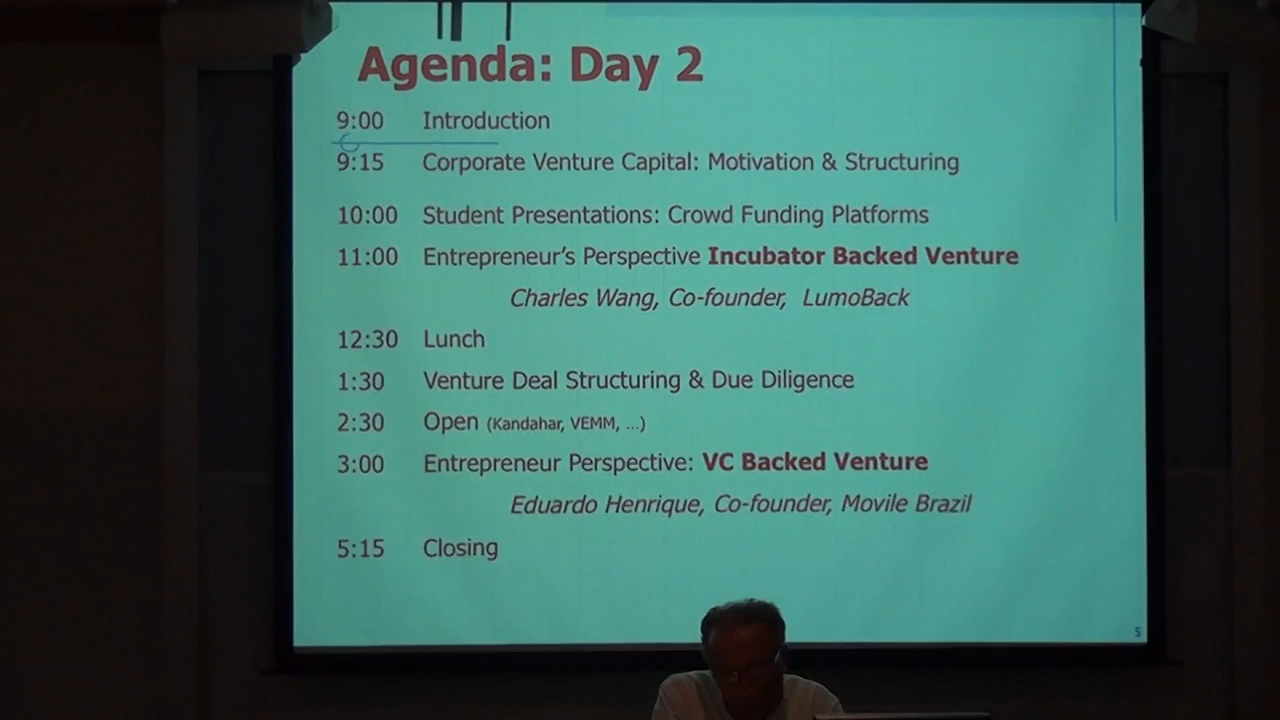 Agenda: Day 2
9:00 Introduction
9:15 Corporate Venture Capital: Motivation & Structuring
10:00 Student Presentations: Crowd Funding Platforms
11:00 Entrepreneur's Perspective Incubator Backed Venture
Charles Wang, Co-founder, LumoBack
12:30 Lunch
1:30 Venture Deal Structuring & Due Diligence
2:30 Open (Kandahar, VEMM, ...)
3:00 Entrepreneur Perspective: VC Backed Venture
Eduardo Henrique, Co-founder, Movile Brazil
5:15 Closing
5